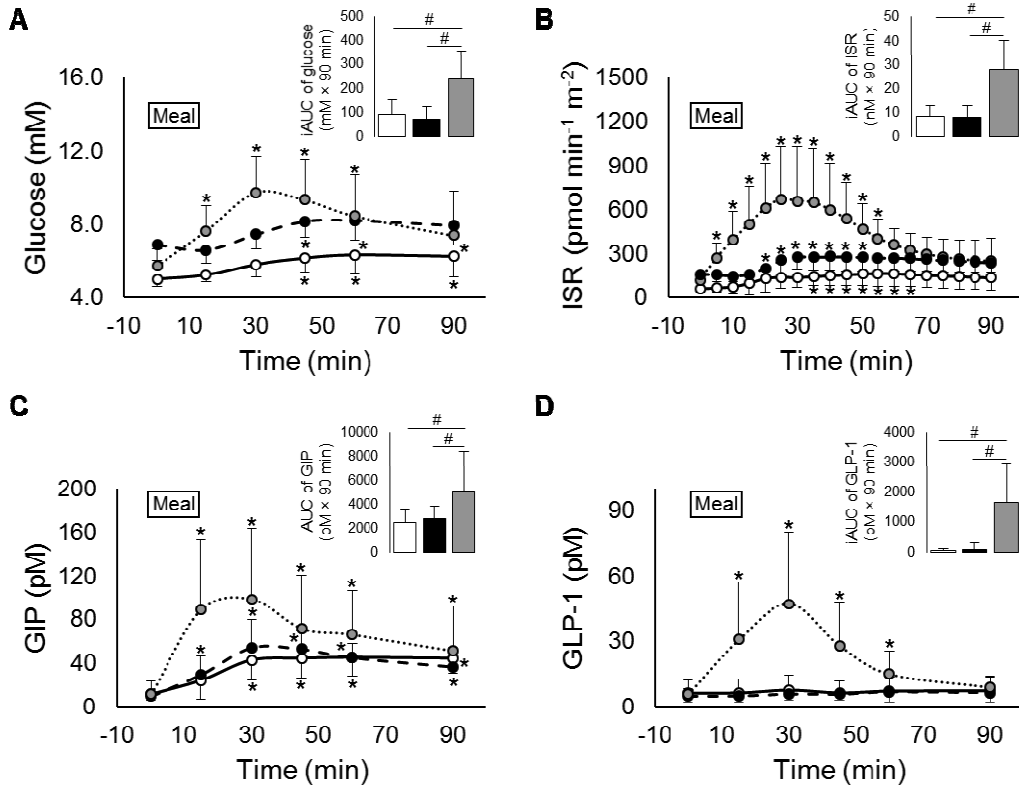 A
iAUC of glucose
(mM × 90 min)
500
400
300
200
100
0
#
#
Glucose (mM)
16.0
12.0
8.0
4.0
Meal
* * * * * * * * *
-10 10 30 50 70 90
Time (min)
B
iAUC of ISR
(nM × 90 min)
50
40
30
20
10
0
#
#
ISR (pmol min-1 m-2)
1500
1200
900
600
300
0
Meal
* * * * * * * * * * *
* * * * * * *
* * * * * * *
-10 10 30 50 70 90
Time (min)
C
AUC of GIP
(pM × 90 min)
10000
8000
6000
4000
2000
0
#
#
GIP (pM)
200
160
120
80
40
0
Meal
* * * * *
* * * * *
* * * *
-10 10 30 50 70 90
Time (min)
D
iAUC of GLP-1
(pM × 90 min)
4000
3000
2000
1000
0
#
#
GLP-1 (pM)
90
60
30
0
Meal
* * * *
-10 10 30 50 70 90
Time (min)